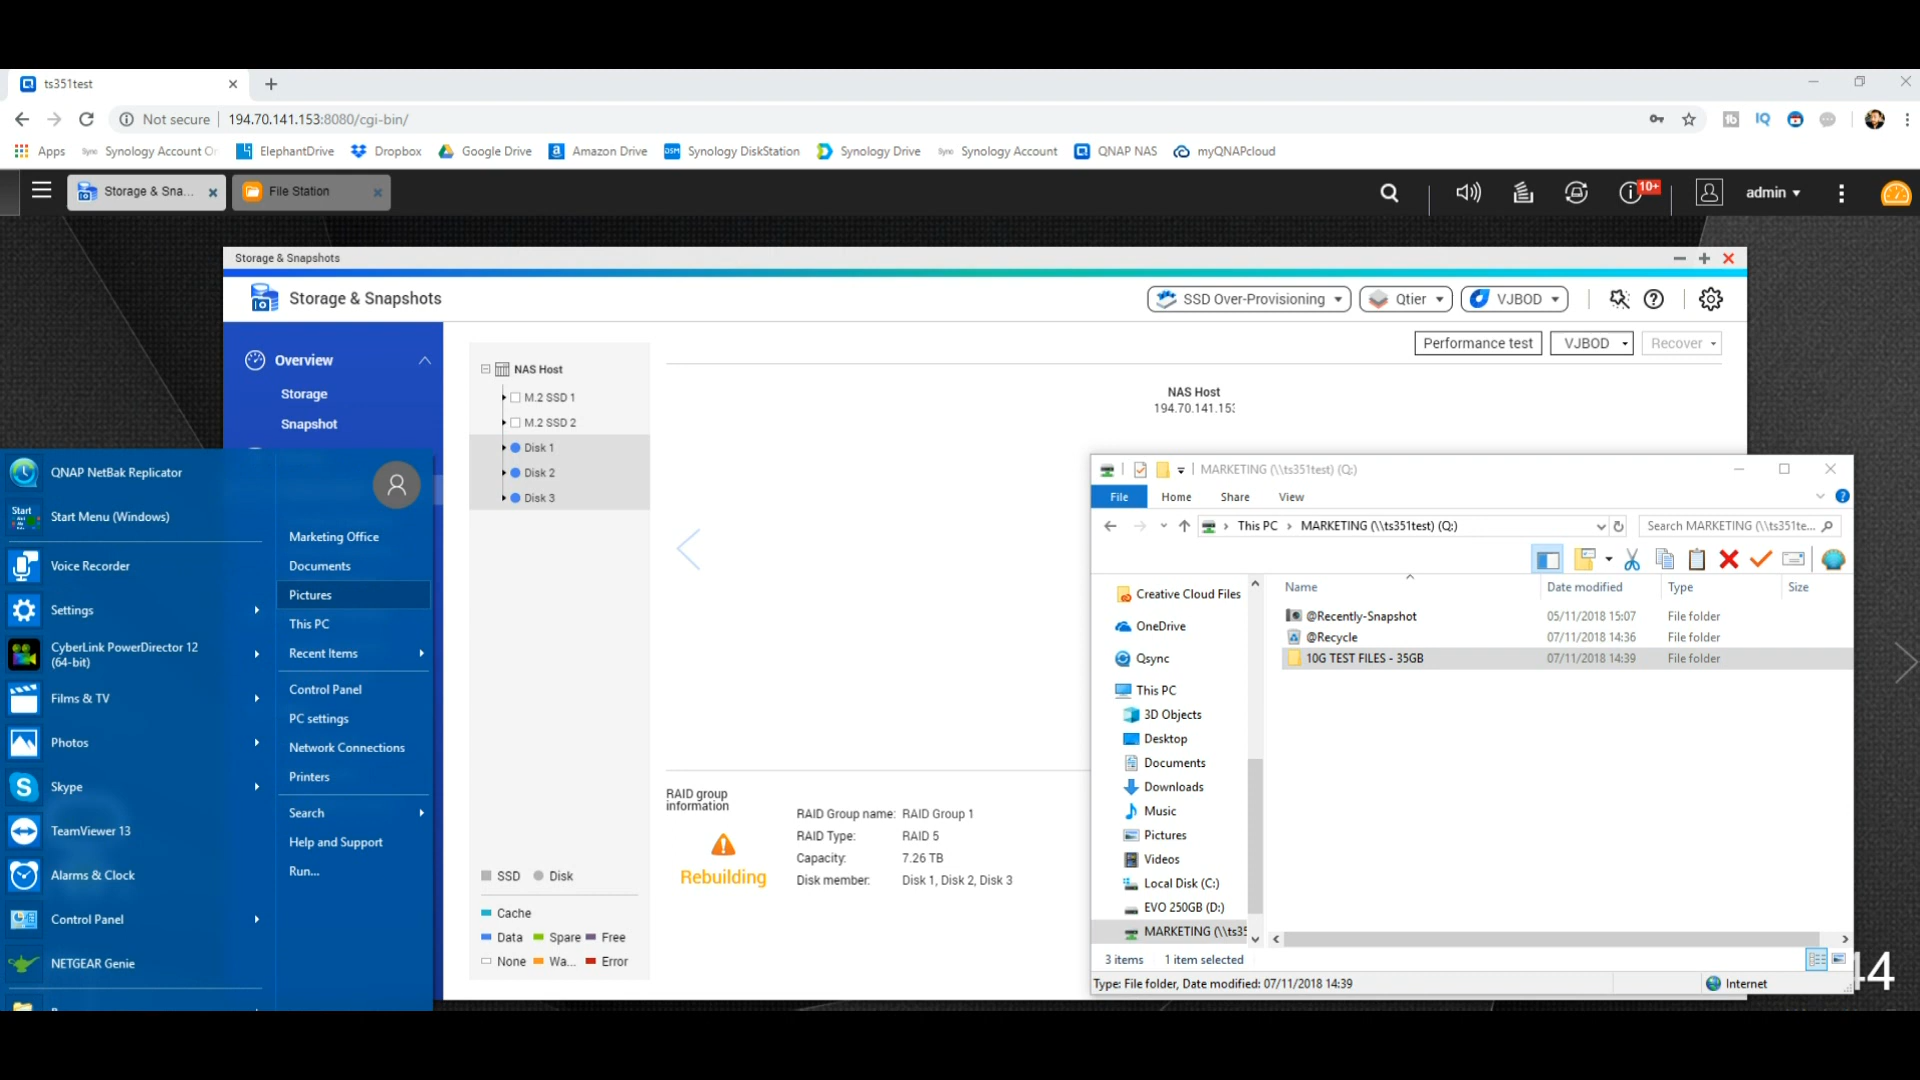 ts351test
Not secure
194.70.141.153:8080/cgi-bin/
Apps
Synology Account Or
ElephantDrive
Dropbox
Google Drive
Amazon Drive
Synology DiskStation
Synology Drive
Synology Account
QNAP NAS
myQNAPcloud
Storage & Sna...
File Station
10+
admin
Storage & Snapshots
Storage & Snapshots
SSD Over-Provisioning
Qtier
VJBOD
Overview
Storage
Snapshot
Performance test
VJBOD
Recover
NAS Host
M.2 SSD 1
M.2 SSD 2
Disk 1
Disk 2
Disk 3
NAS Host
194.70.141.153
SSD
Disk
Cache
Data
Spare
Free
None
Wa...
Error
RAID group
information
Rebuilding
RAID Group name: RAID Group 1
RAID Type: RAID 5
Capacity: 7.26 TB
Disk member: Disk 1, Disk 2, Disk 3
QNAP NetBak Replicator
Start Menu (Windows)
Voice Recorder
Settings
CyberLink PowerDirector 12
(64-bit)
Films & TV
Photos
Skype
TeamViewer 13
Alarms & Clock
Control Panel
NETGEAR Genie
Marketing Office
Documents
Pictures
This PC
Recent Items
Control Panel
PC settings
Network Connections
Printers
Search
Help and Support
Run...
MARKETING (\\ts351test) (Q:)
File
Home
Share
View
This PC
MARKETING (\\ts351test) (Q:)
Search MARKETING (\\ts351te...
Creative Cloud Files
OneDrive
Qsync
This PC
3D Objects
Desktop
Documents
Downloads
Music
Pictures
Videos
Local Disk (C:)
EVO 250GB (D:)
MARKETING (\\ts35
Name Date modified Type Size
@Recently-Snapshot 05/11/2018 15:07 File folder
@Recycle 07/11/2018 14:36 File folder
10G TEST FILES - 35GB 07/11/2018 14:39 File folder
3 items 1 item selected
Type: File folder, Date modified: 07/11/2018 14:39
Internet
44